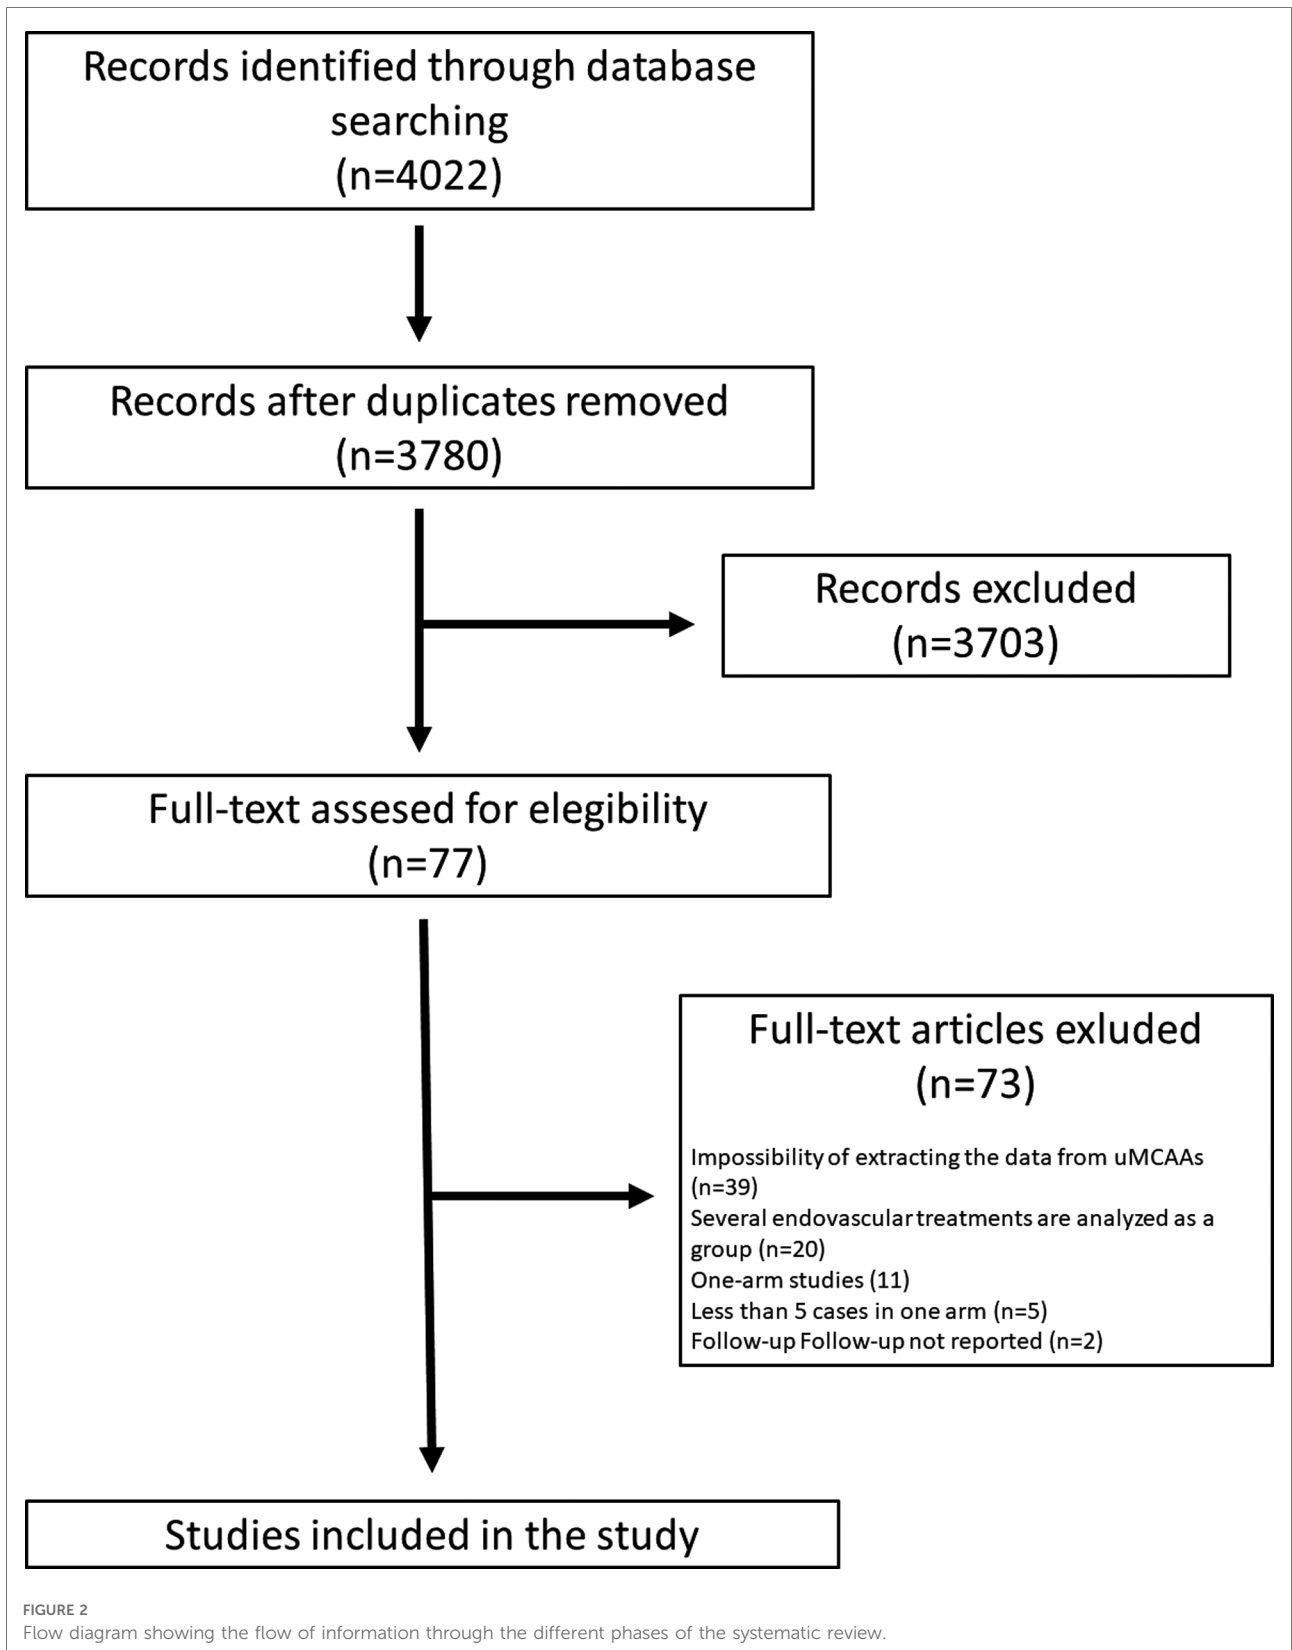 Records identified through database
searching
(n=4022)
Records after duplicates removed
(n=3780)
Records excluded
(n=3703)
Full-text assesed for elegibility
(n=77)
Full-text articles exluded
(n=73)
Impossibility of extracting the data from uMCAAs
(n=39)
Several endovascular treatments are analyzed as a
group (n=20)
One-arm studies (11)
Less than 5 cases in one arm (n=5)
Follow-up Follow-up not reported (n=2)
Studies included in the study
FIGURE 2
Flow diagram showing the flow of information through the different phases of the systematic review.